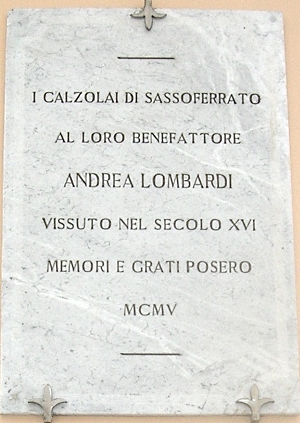 I CALZOLAI DI SASSOFERRATO
AL LORO BENEFATTORE
ANDREA LOMBARDI
VISSUTO NEL SECOLO XVI
MEMORI E GRATI POSERO
MCMV